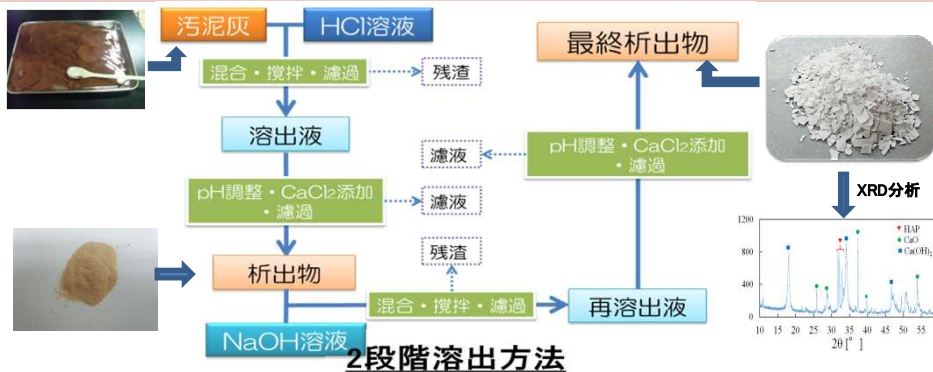 汚泥灰
HCl溶液
混合・撹拌・濾過
残渣
溶出液
pH調整・CaCl2添加
・濾過
濾液
析出物
NaOH溶液
混合・撹拌・濾過
残渣
再溶出液
pH調整・CaCl2添加
・濾過
濾液
最終析出物
XRD分析
1200
800
400
0
HAP
CaO
Ca(OH)2
10 15 20 25 30 35 40 45 50 55
2θ [°]
2段階溶出方法